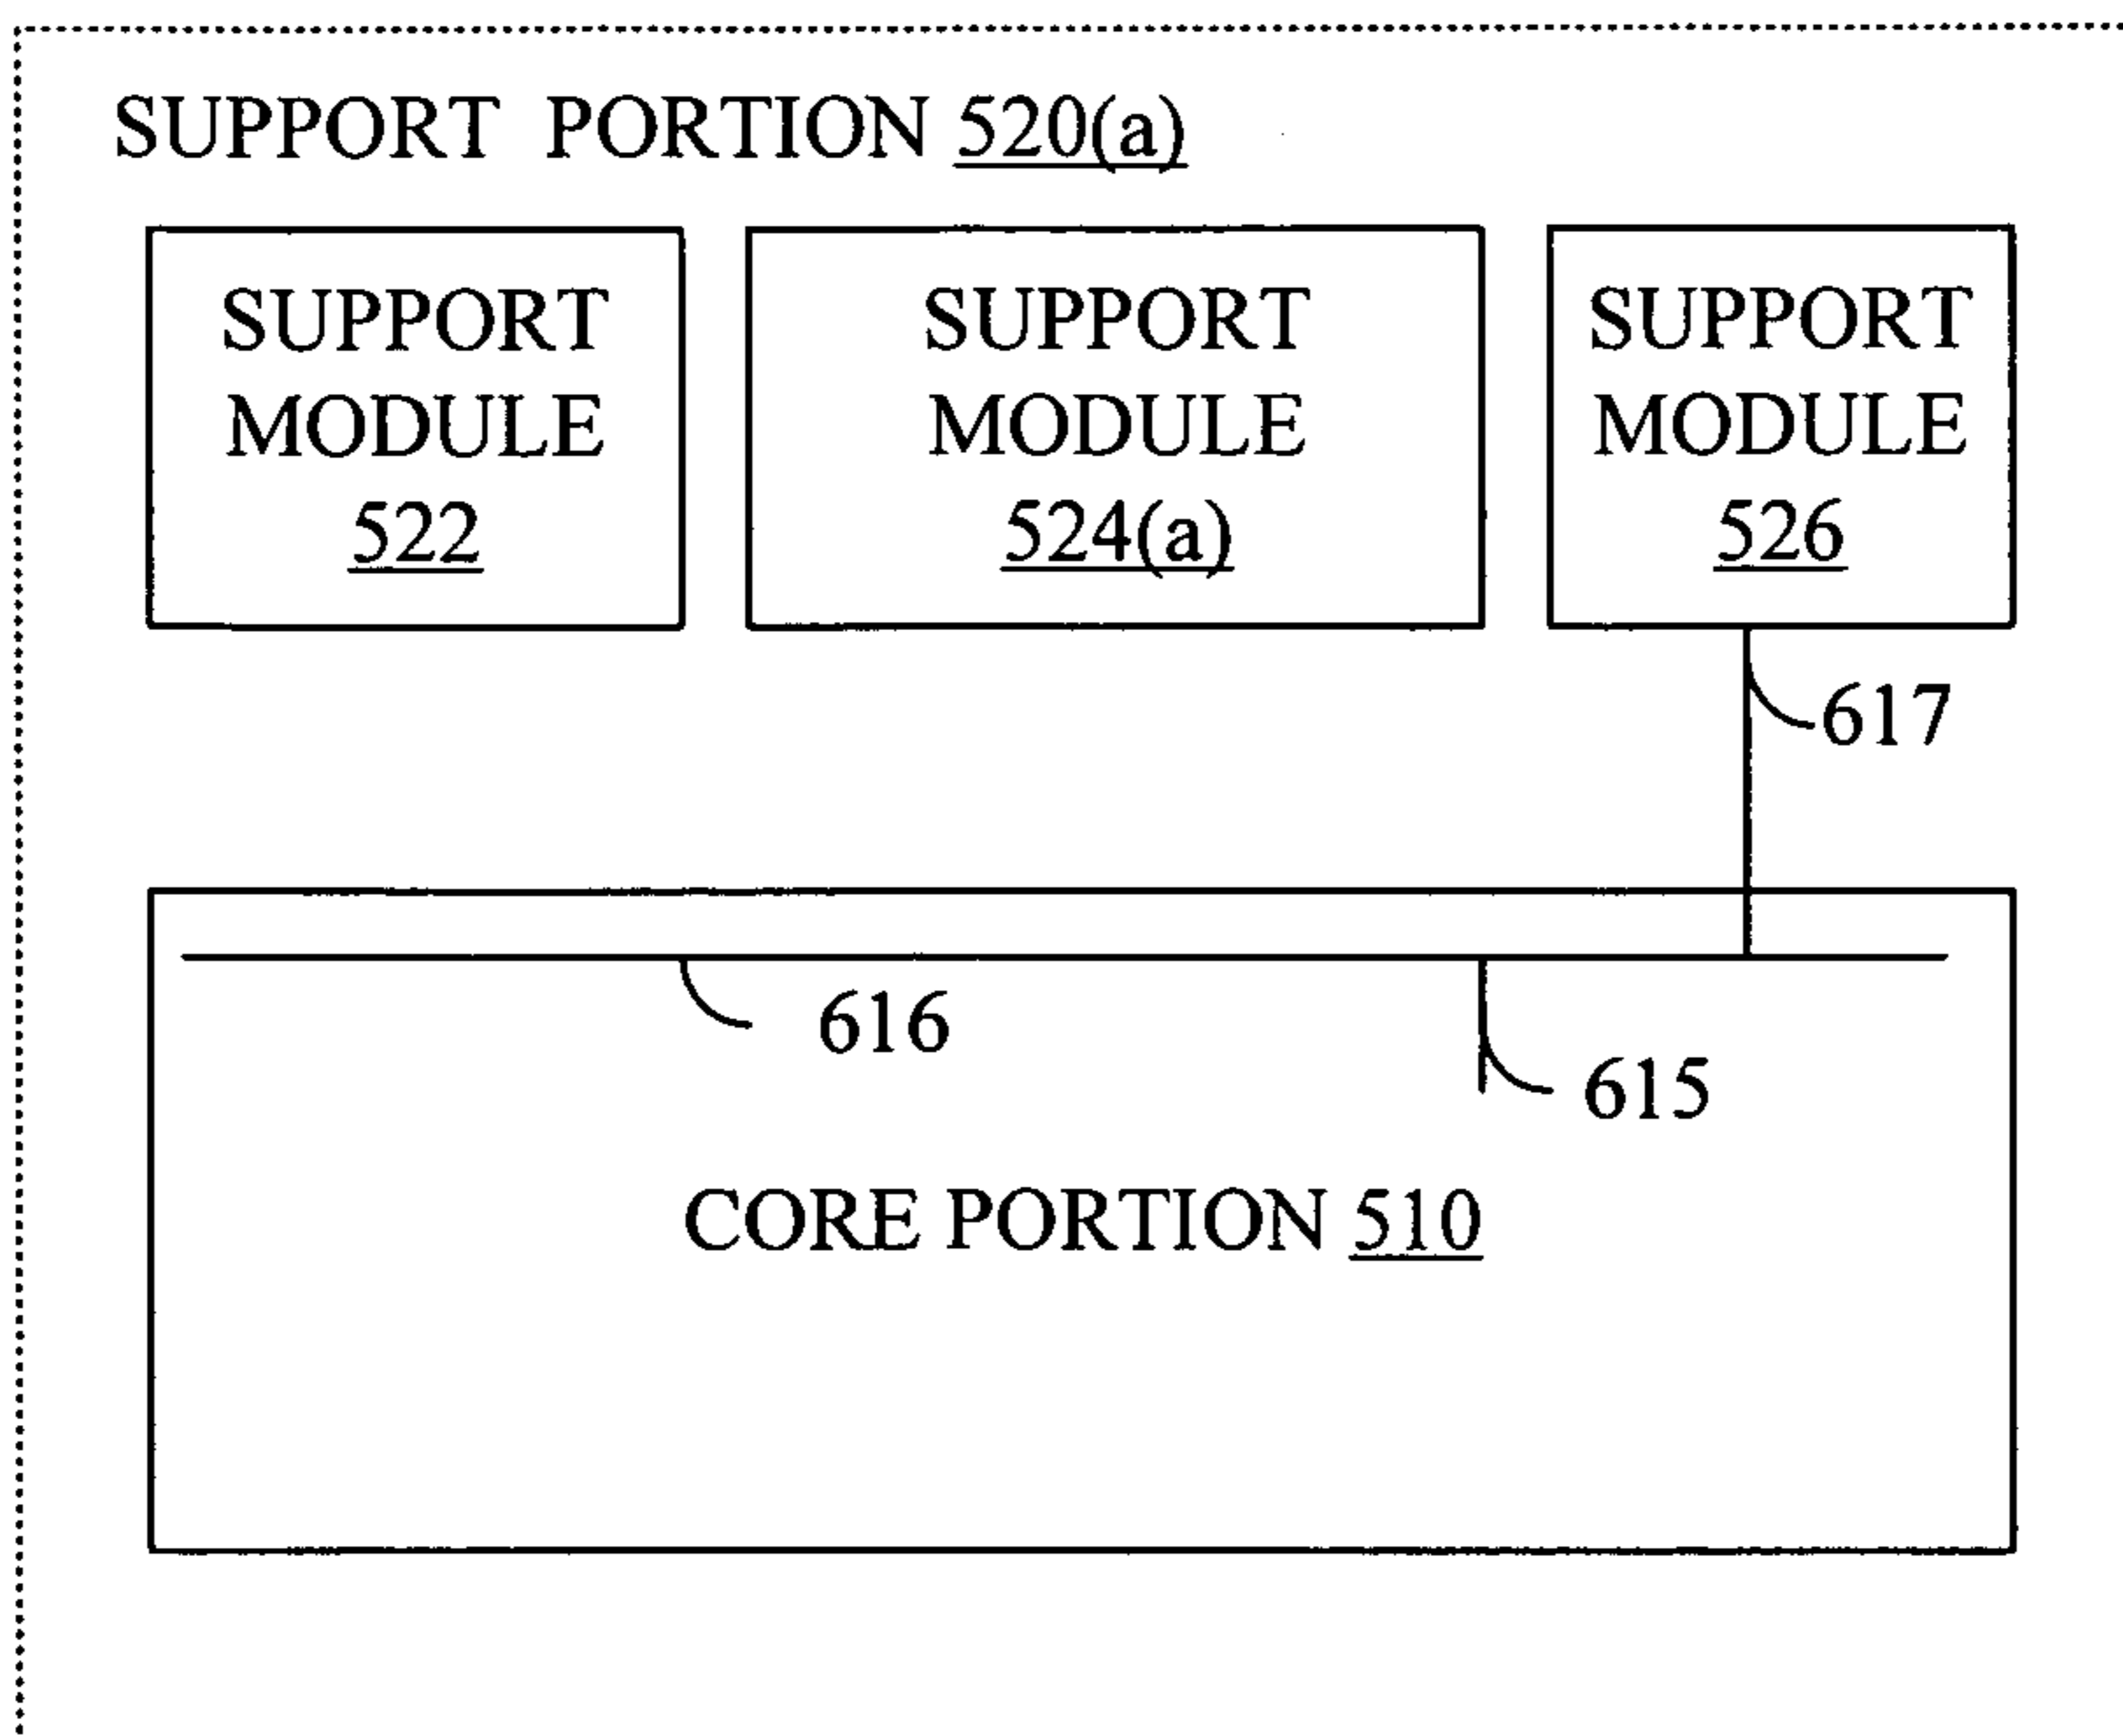 SUPPORT PORTION 520(a)
SUPPORT
MODULE
522
SUPPORT
MODULE
524(a)
SUPPORT
MODULE
526
617
616
615
CORE PORTION 510